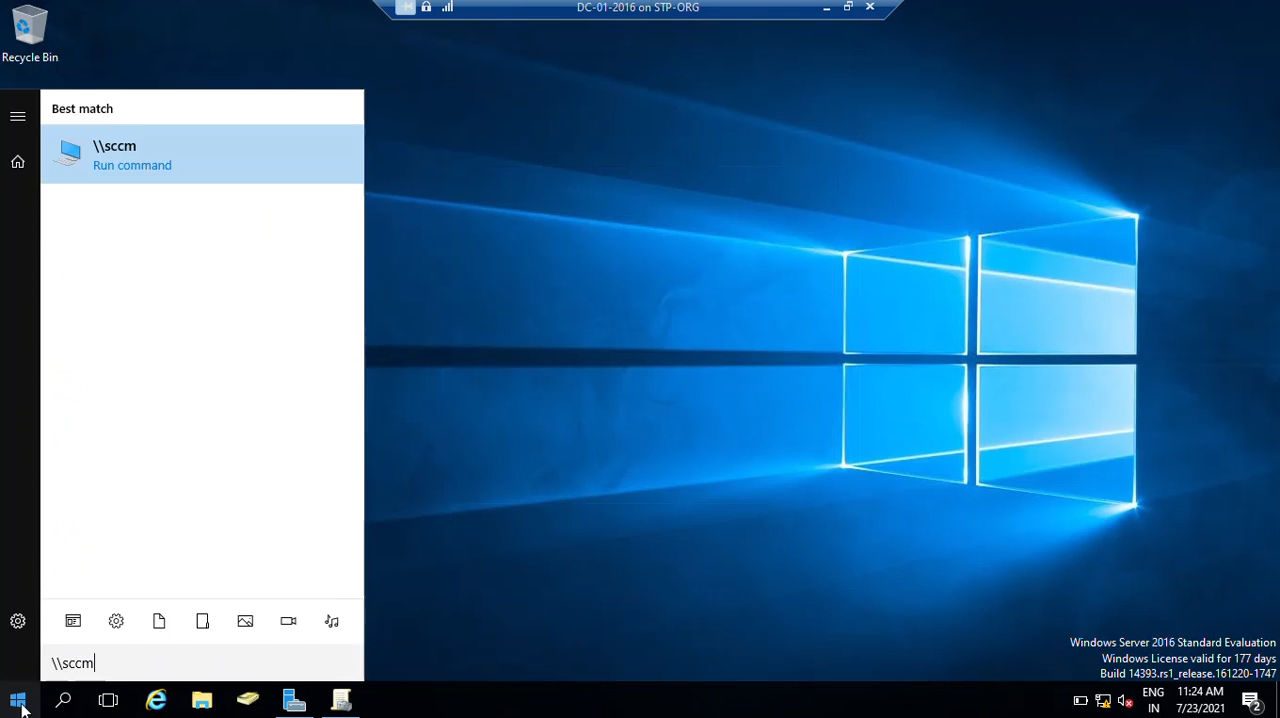 DC-01-2016 on STP-ORG
Recycle Bin
Best match
\\sccm
Run command
\\sccm
Windows Server 2016 Standard Evaluation
Windows License valid for 177 days
Build 14393.rs1_release.161220-1747
ENG
IN
11:24 AM
7/23/2021
2